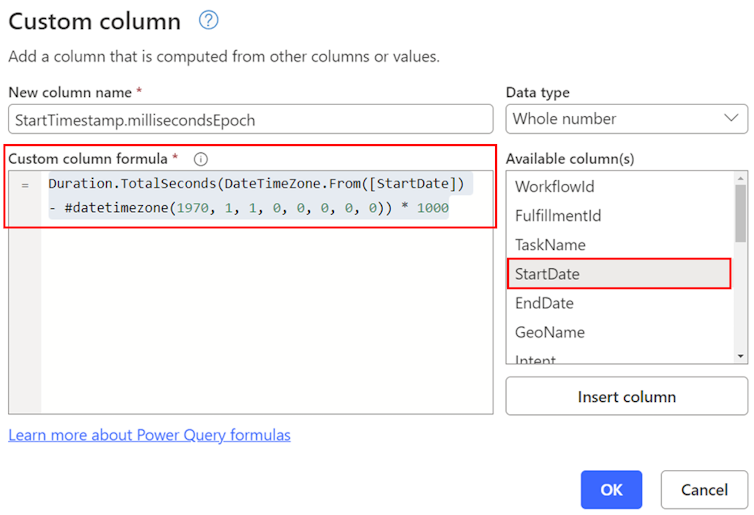 Custom column ?
Add a column that is computed from other columns or values.
New column name *
StartTimestamp.millisecondsEpoch
Data type
Whole number
Custom column formula *
= Duration.TotalSeconds(DateTimeZone.From([StartDate])
- #datetimezone(1970, 1, 1, 0, 0, 0, 0, 0)) * 1000
Available column(s)
WorkflowId
FulfillmentId
TaskName
StartDate
EndDate
GeoName
Intent
Insert column
Learn more about Power Query formulas
OK
Cancel